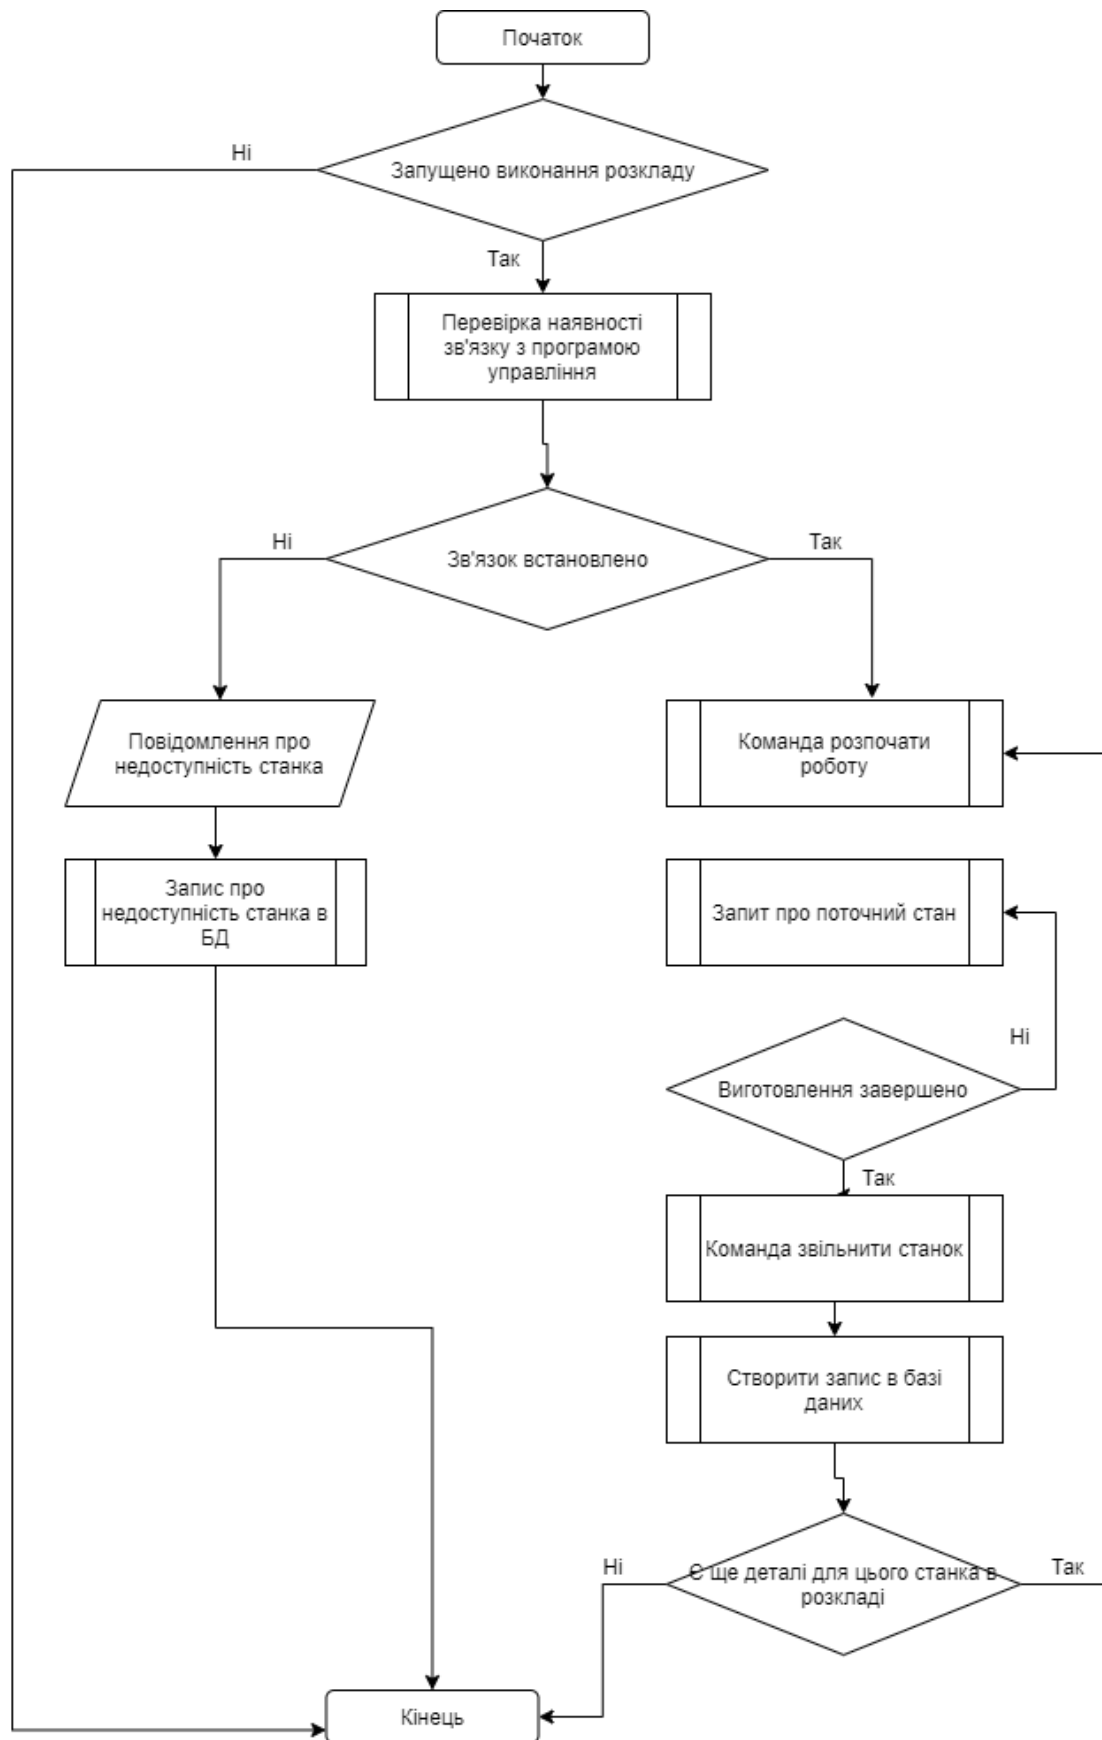 Початок
Ні
Запущено виконання розкладу
Так
Перевірка наявності
зв'язку з програмою
управління
Ні
Зв'язок встановлено
Так
Повідомлення про
недоступність станка
Команда розпочати
роботу
Запис про
недоступність станка в
БД
Запит про поточний стан
Ні
Виготовлення завершено
Так
Команда звільнити станок
Створити запис в базі
даних
Ні
Є ще деталі для цього станка в
розкладі
Так
Кінець